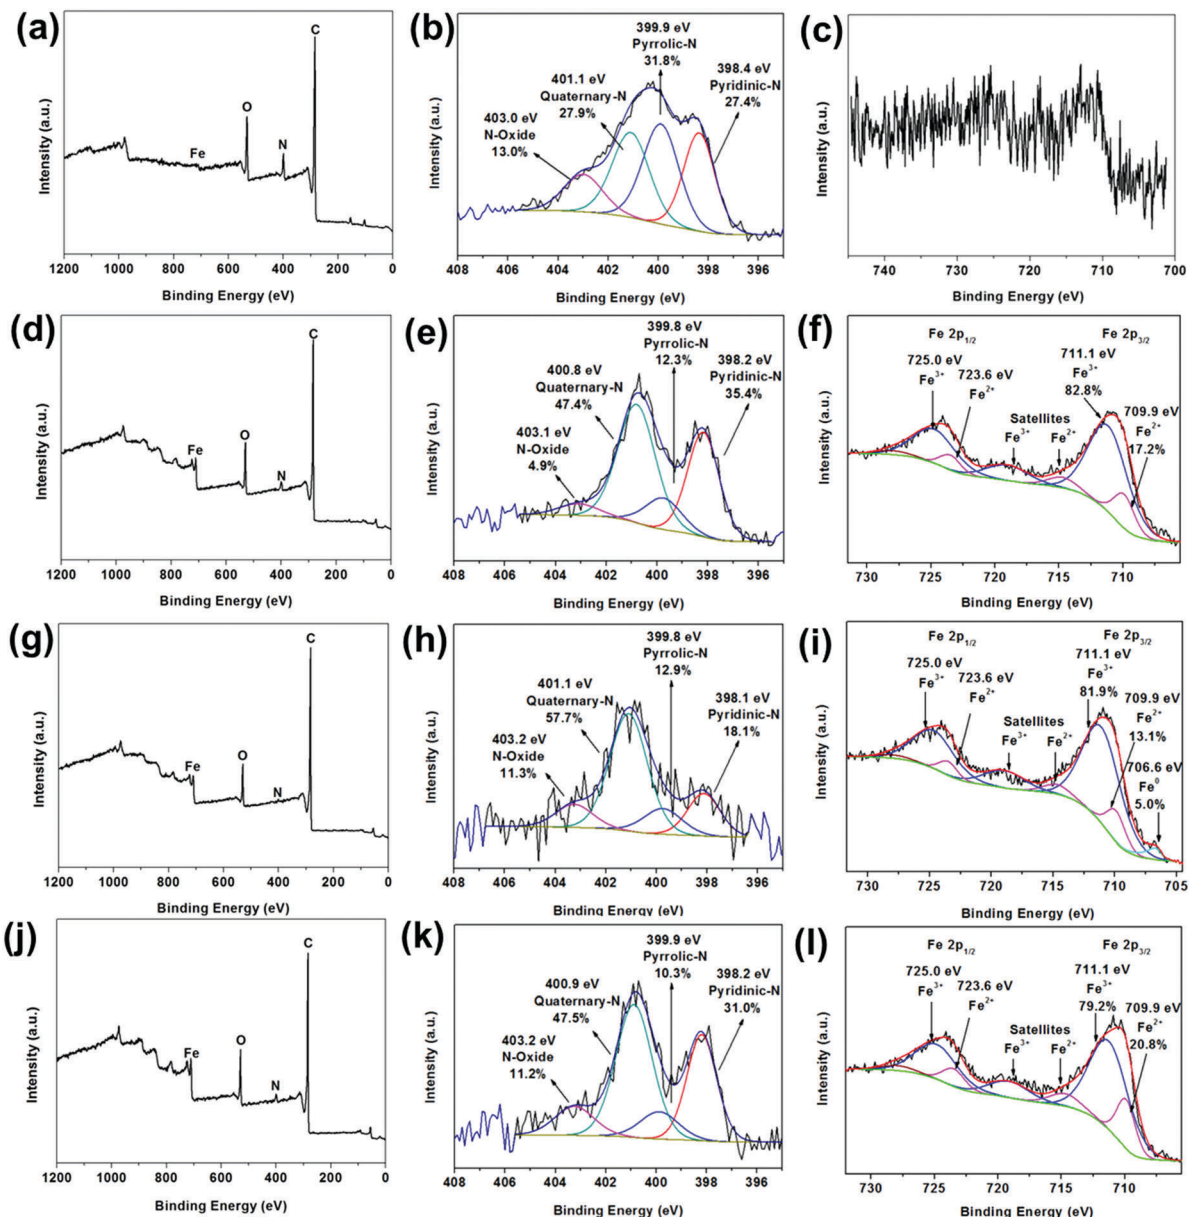 (a)
C
O
N
Fe
Intensity (a.u.)
1200 1000 800 600 400 200 0
Binding Energy (eV)
(b)
399.9 eV
Pyrrolic-N
31.8%
398.4 eV
Pyridinic-N
27.4%
401.1 eV
Quaternary-N
27.9%
403.0 eV
N-Oxide
13.0%
Intensity (a.u.)
408 406 404 402 400 398 396
Binding Energy (eV)
(c)
Intensity (a.u.)
740 730 720 710 700
Binding Energy (eV)
(d)
C
Fe
O
N
Intensity (a.u.)
1200 1000 800 600 400 200 0
Binding Energy (eV)
(e)
399.8 eV
Pyrrolic-N
12.3%
398.2 eV
Pyridinic-N
35.4%
400.8 eV
Quaternary-N
47.4%
403.1 eV
N-Oxide
4.9%
Intensity (a.u.)
408 406 404 402 400 398 396
Binding Energy (eV)
(f)
Fe 2p1/2
Fe 2p3/2
725.0 eV
Fe3+
723.6 eV
Fe2+
711.1 eV
Fe3+
82.8%
709.9 eV
Fe2+
17.2%
Satellites
Fe3+ Fe2+
Intensity (a.u.)
730 725 720 715 710
Binding Energy (eV)
(g)
C
Fe
O
N
Intensity (a.u.)
1200 1000 800 600 400 200 0
Binding Energy (eV)
(h)
399.8 eV
Pyrrolic-N
12.9%
401.1 eV
Quaternary-N
57.7%
398.1 eV
Pyridinic-N
18.1%
403.2 eV
N-Oxide
11.3%
Intensity (a.u.)
408 406 404 402 400 398 396
Binding Energy (eV)
(i)
Fe 2p1/2
Fe 2p3/2
725.0 eV
Fe3+
723.6 eV
Fe2+
711.1 eV
Fe3+
81.9%
709.9 eV
Fe2+
13.1%
706.6 eV
Fe0
5.0%
Satellites
Fe3+ Fe2+
Intensity (a.u.)
730 725 720 715 710 705
Binding Energy (eV)
(j)
C
Fe
O
N
Intensity (a.u.)
1200 1000 800 600 400 200 0
Binding Energy (eV)
(k)
399.9 eV
Pyrrolic-N
10.3%
398.2 eV
Pyridinic-N
31.0%
400.9 eV
Quaternary-N
47.5%
403.2 eV
N-Oxide
11.2%
Intensity (a.u.)
408 406 404 402 400 398 396
Binding Energy (eV)
(l)
Fe 2p1/2
Fe 2p3/2
725.0 eV
Fe3+
723.6 eV
Fe2+
711.1 eV
Fe3+
79.2%
709.9 eV
Fe2+
20.8%
Satellites
Fe3+ Fe2+
Intensity (a.u.)
730 725 720 715 710
Binding Energy (eV)